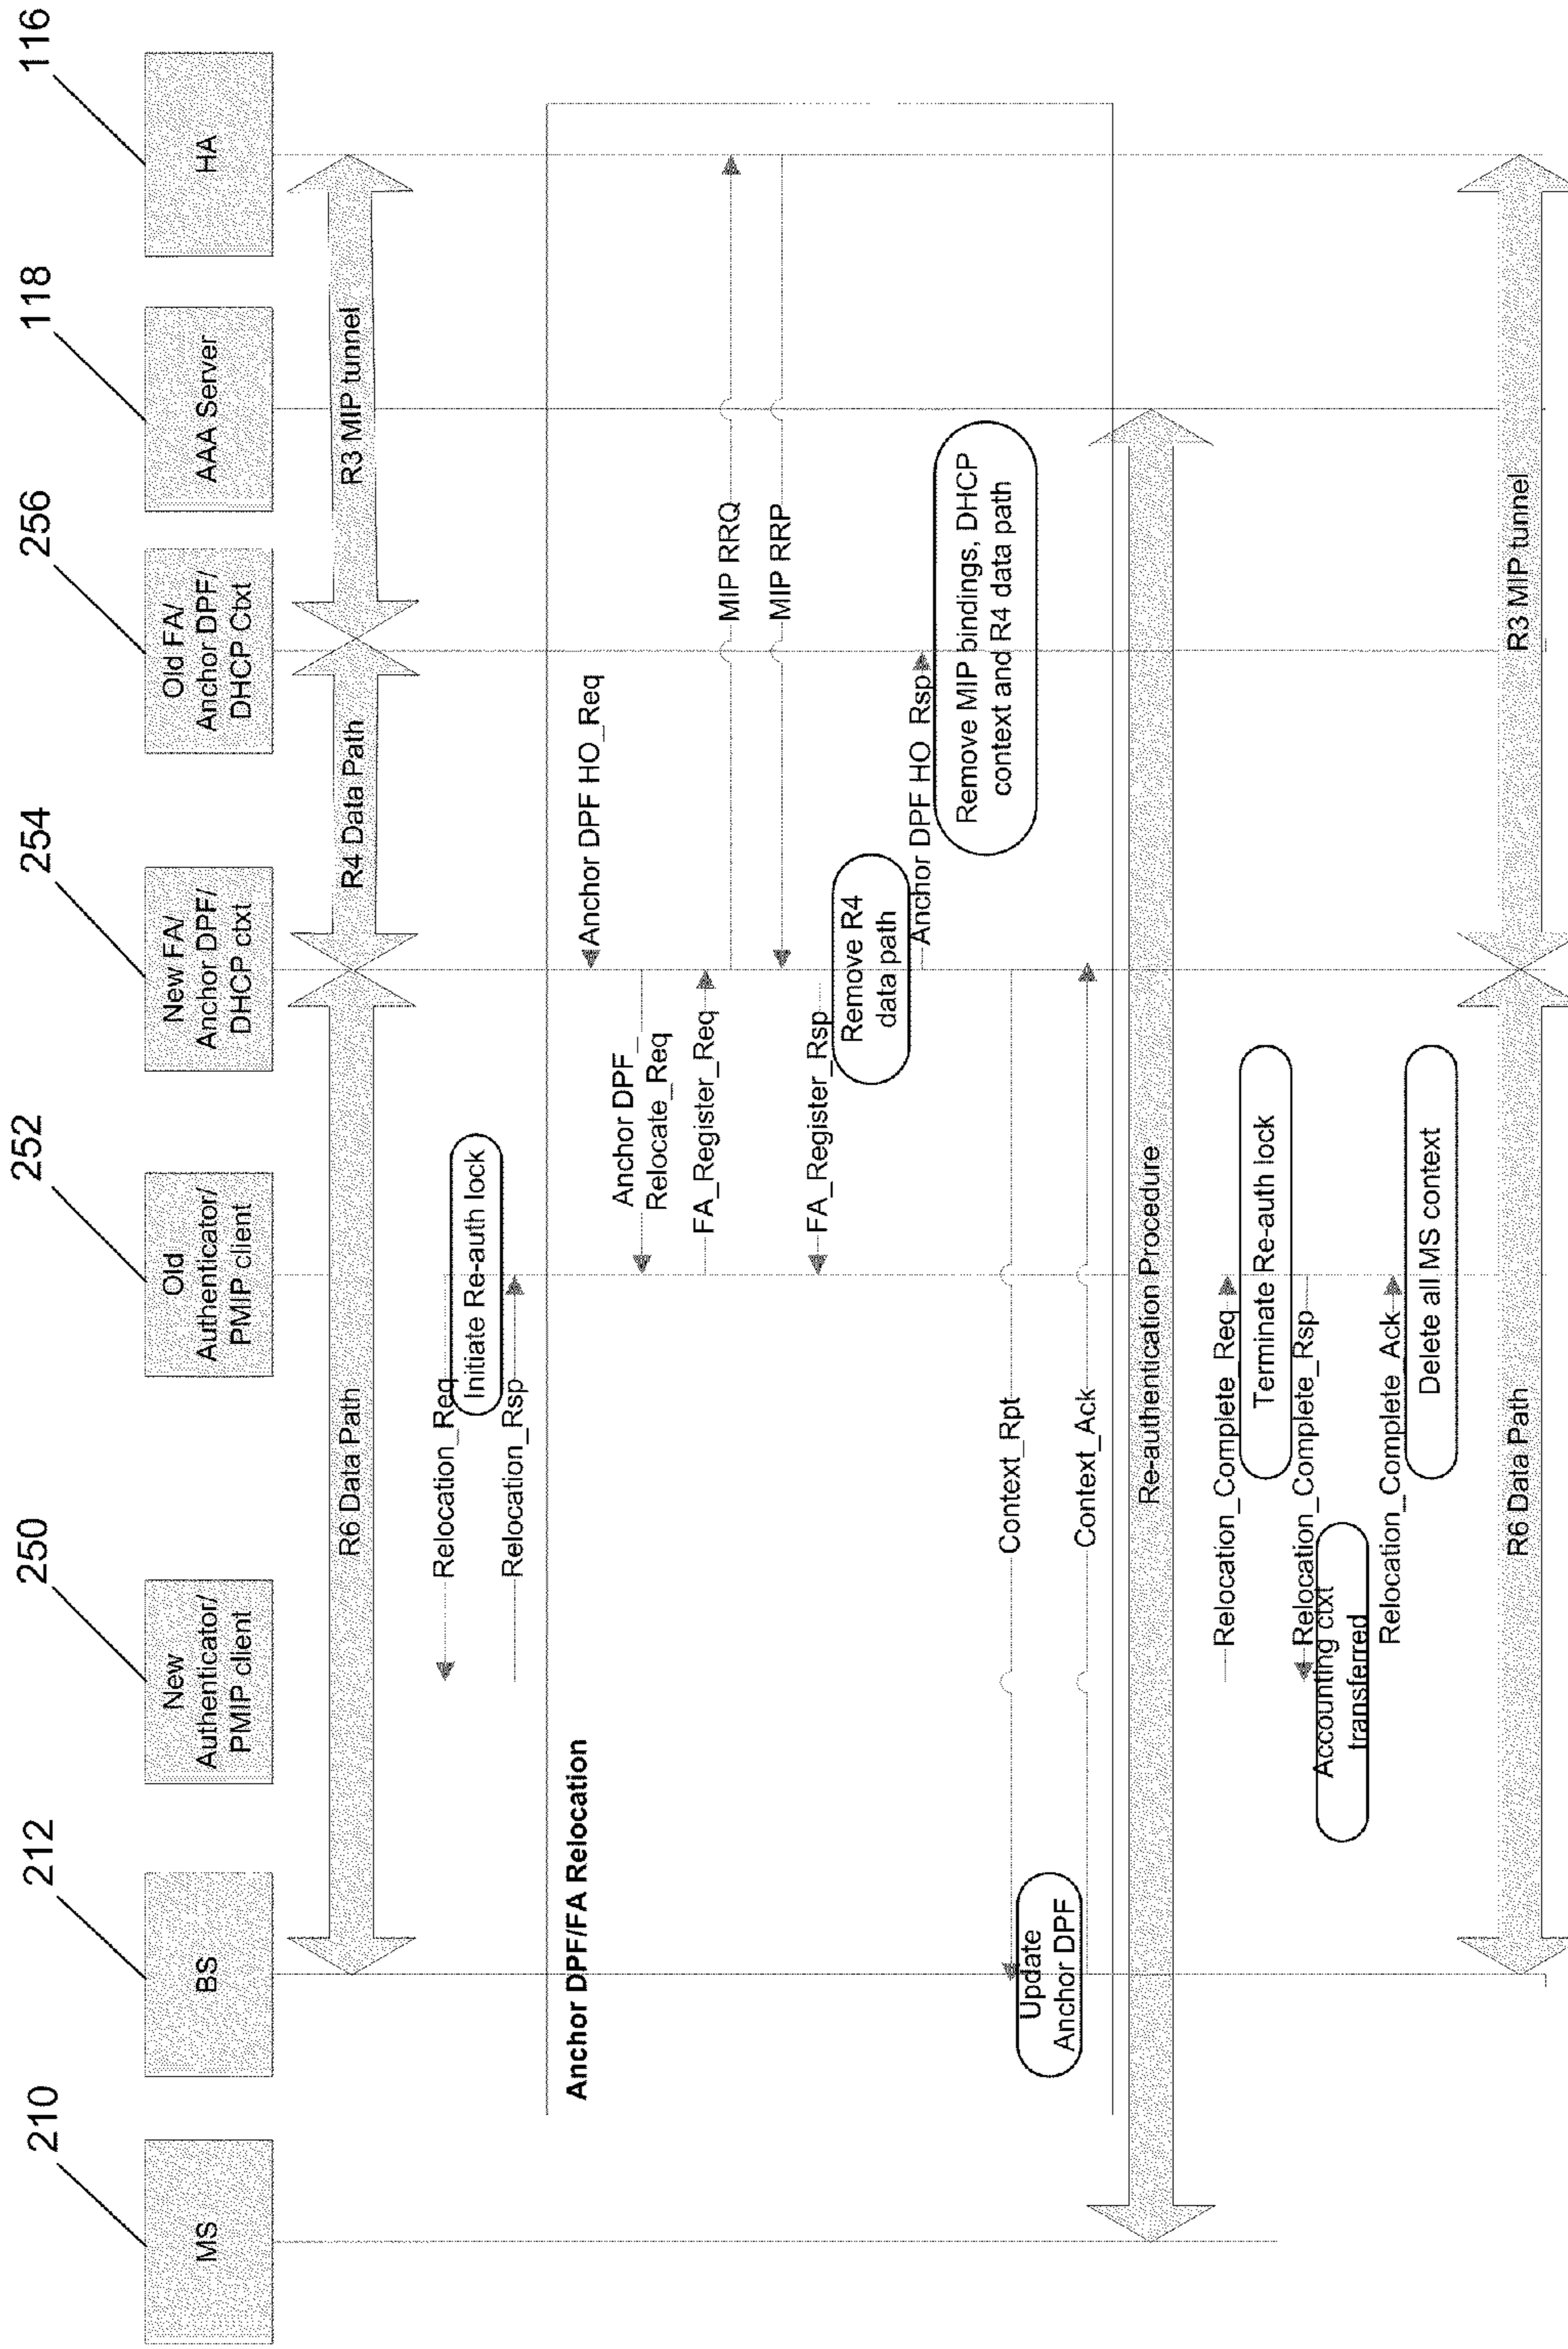 210
212
250
252
254
256
118
116
MS
BS
New
Authenticator/
PMIP client
Old
Authenticator/
PMIP client
New FA/
Anchor DPF/
DHCP ctxt
Old FA/
Anchor DPF/
DHCP Ctxt
AAA Server
HA
R6 Data Path
R4 Data Path
R3 MIP tunnel
Relocation_Req
Initiate Re-auth lock
Relocation_Rsp
Anchor DPF/FA Relocation
Anchor DPF HO_Req
Anchor DPF_
Relocate_Req
FA_Register_Req
MIP RRQ
MIP RRP
FA_Register_Rsp
Remove R4
data path
Anchor DPF HO_Rsp
Remove MIP bindings, DHCP
context and R4 data path
Context_Rpt
Update
Anchor DPF
Context_Ack
Re-authentication Procedure
Relocation_Complete_Req
Terminate Re-auth lock
Relocation_Complete_Rsp
Accounting ctxt
transferred
Relocation_Complete_Ack
Delete all MS context
R6 Data Path
R3 MIP tunnel